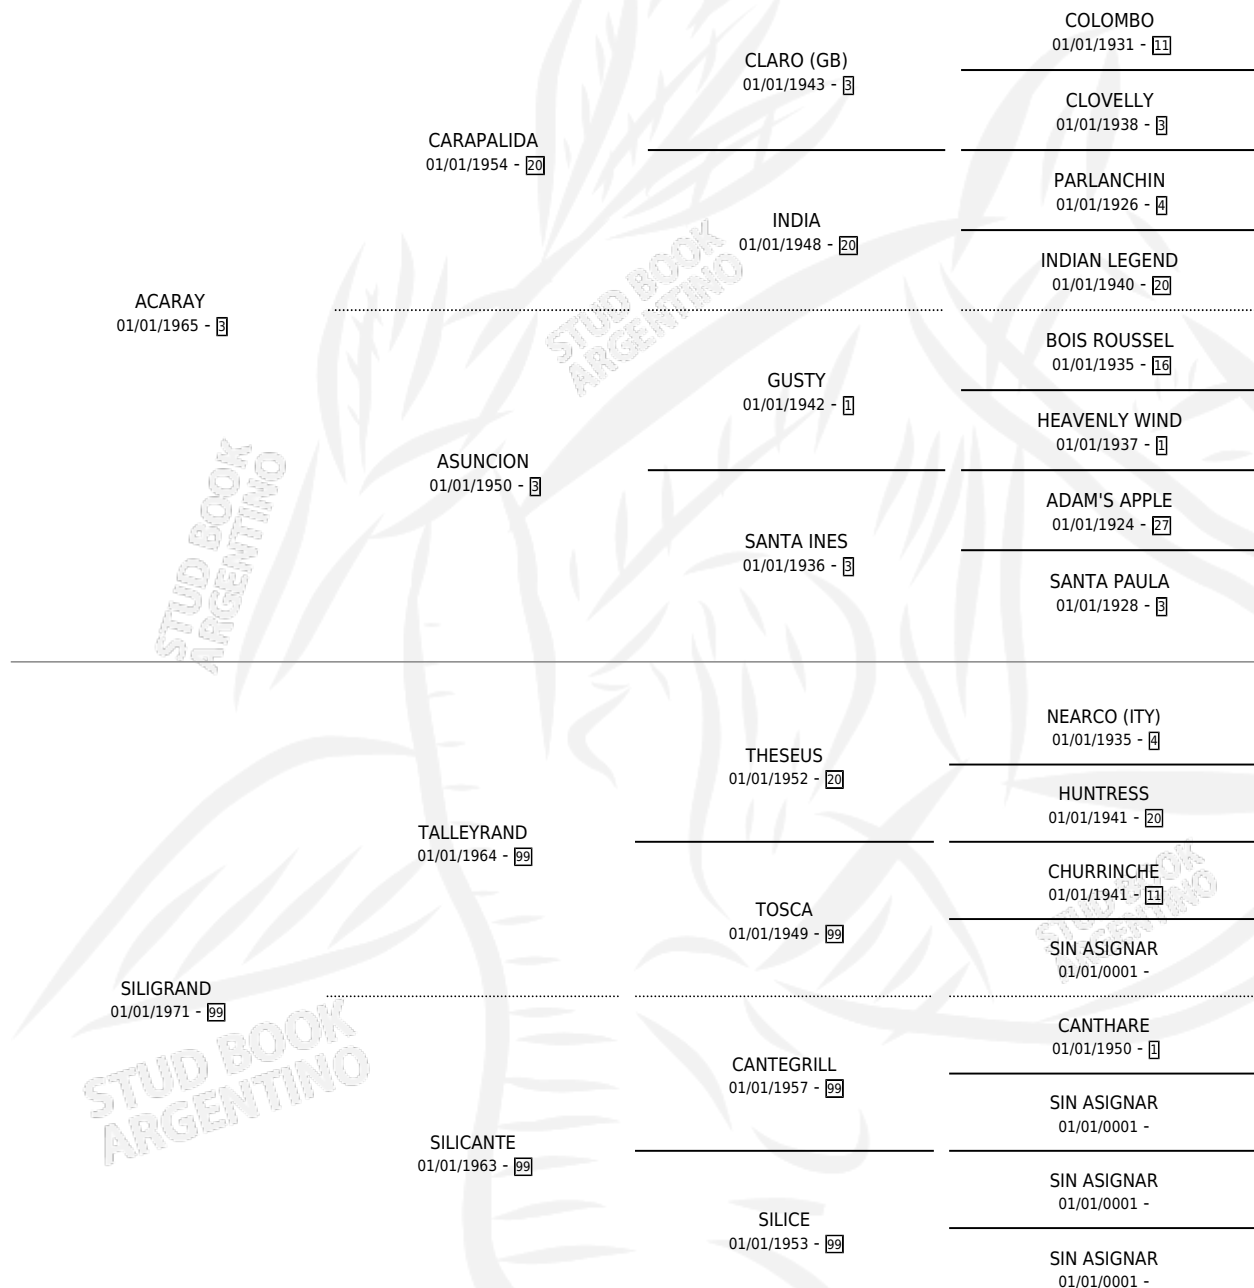 COLOMBO
01/01/1931 - 11
CLARO (GB)
01/01/1943 - 3
CLOVELLY
01/01/1938 - 3
CARAPALIDA
01/01/1954 - 20
PARLANCHIN
01/01/1926 - 4
INDIA
01/01/1948 - 20
INDIAN LEGEND
01/01/1940 - 20
ACARAY
01/01/1965 - 3
BOIS ROUSSEL
01/01/1935 - 16
GUSTY
01/01/1942 - 1
HEAVENLY WIND
01/01/1937 - 1
ASUNCION
01/01/1950 - 3
ADAM'S APPLE
01/01/1924 - 27
SANTA INES
01/01/1936 - 3
SANTA PAULA
01/01/1928 - 3
STUD BOOK
ARGENTINO
STUD BOOK
ARGENTINO
NEARCO (ITY)
01/01/1935 - 4
THESEUS
01/01/1952 - 20
HUNTRESS
01/01/1941 - 20
TALLEYRAND
01/01/1964 - 99
CHURRINCHE
01/01/1941 - 11
TOSCA
01/01/1949 - 99
SIN ASIGNAR
01/01/0001 -
SILIGRAND
01/01/1971 - 99
CANTHARE
01/01/1950 - 1
CANTEGRILL
01/01/1957 - 99
SIN ASIGNAR
01/01/0001 -
SILICANTE
01/01/1963 - 99
SIN ASIGNAR
01/01/0001 -
SILICE
01/01/1953 - 99
SIN ASIGNAR
01/01/0001 -
STUD BOOK
ARGENTINO
STUD BOOK
ARGENTINO